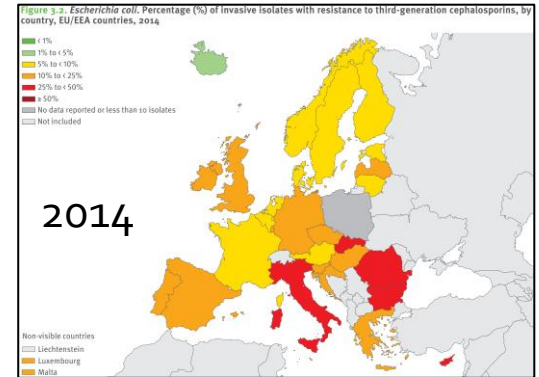 Figure 3.2. Escherichia coli. Percentage (%) of invasive isolates with resistance to third-generation cephalosporins, by
country, EU/EEA countries, 2014
< 1%
1% to < 5%
5% to < 10%
10% to < 25%
25% to < 50%
≥ 50%
No data reported or less than 10 isolates
Not included
2014
Non-visible countries
Liechtenstein
Luxembourg
Malta